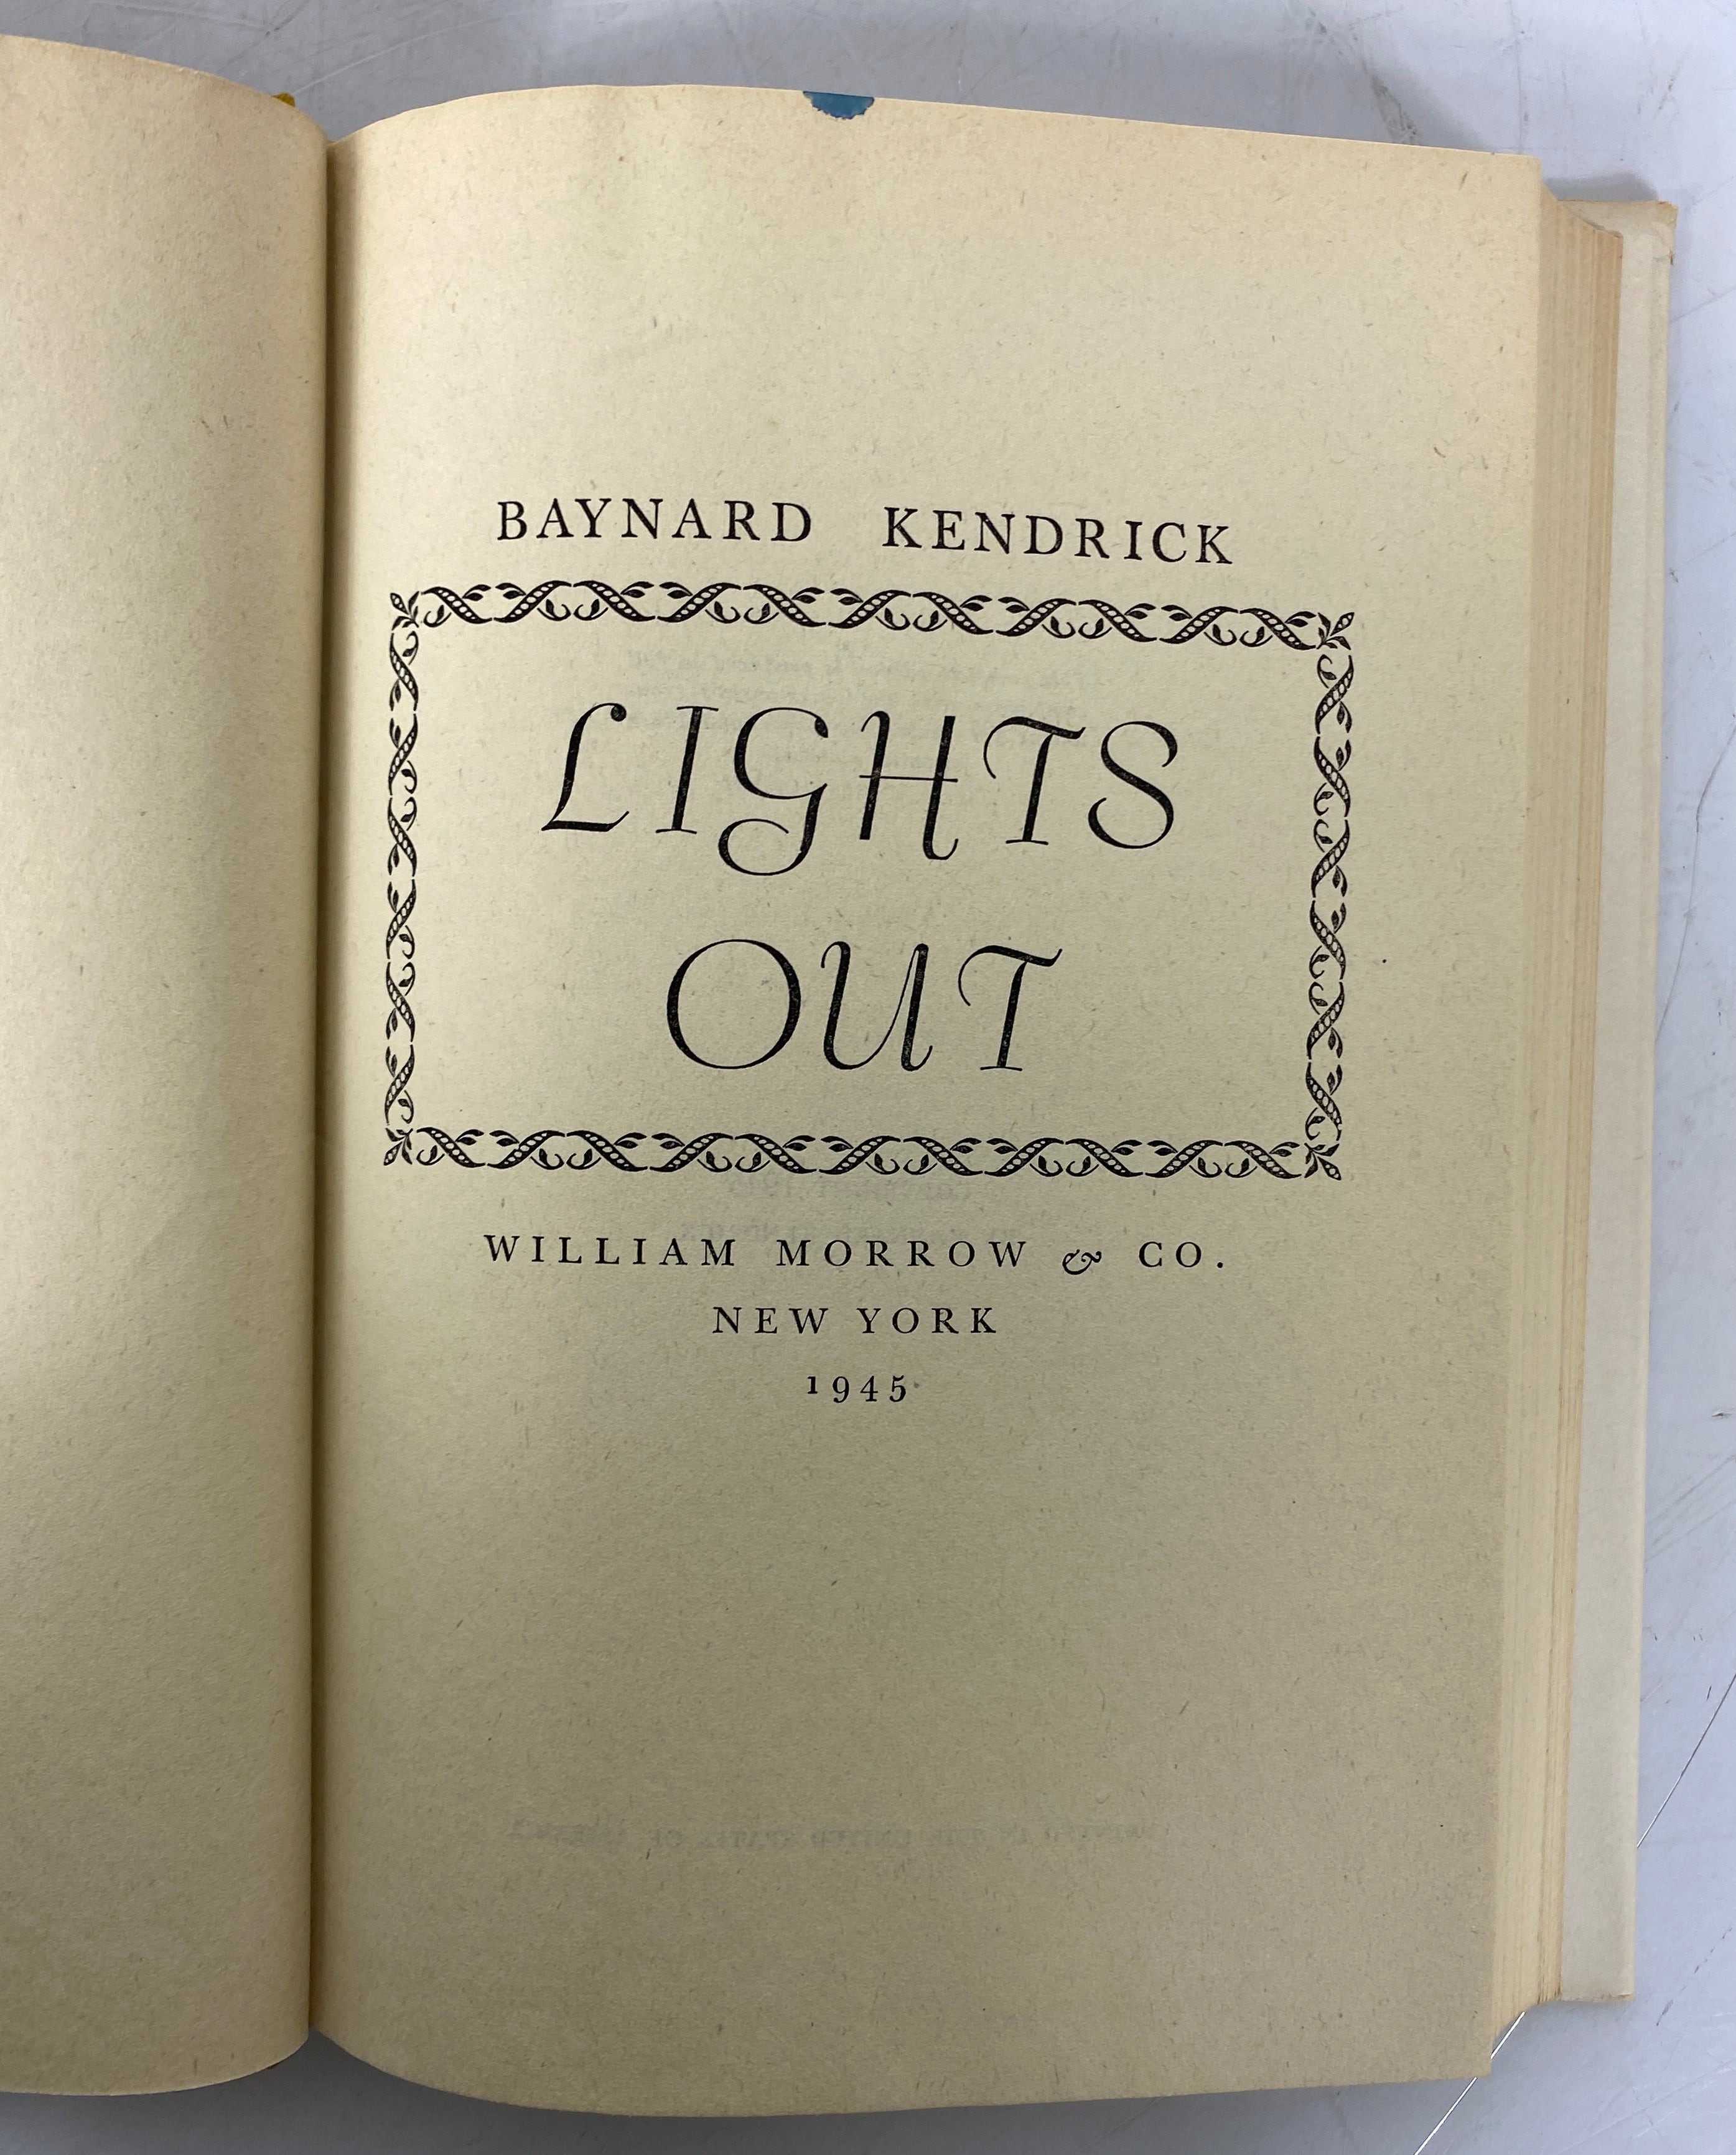 BAYNARD KENDRICK
LIGHTS
OUT
WILLIAM MORROW & CO.
NEW YORK
1945